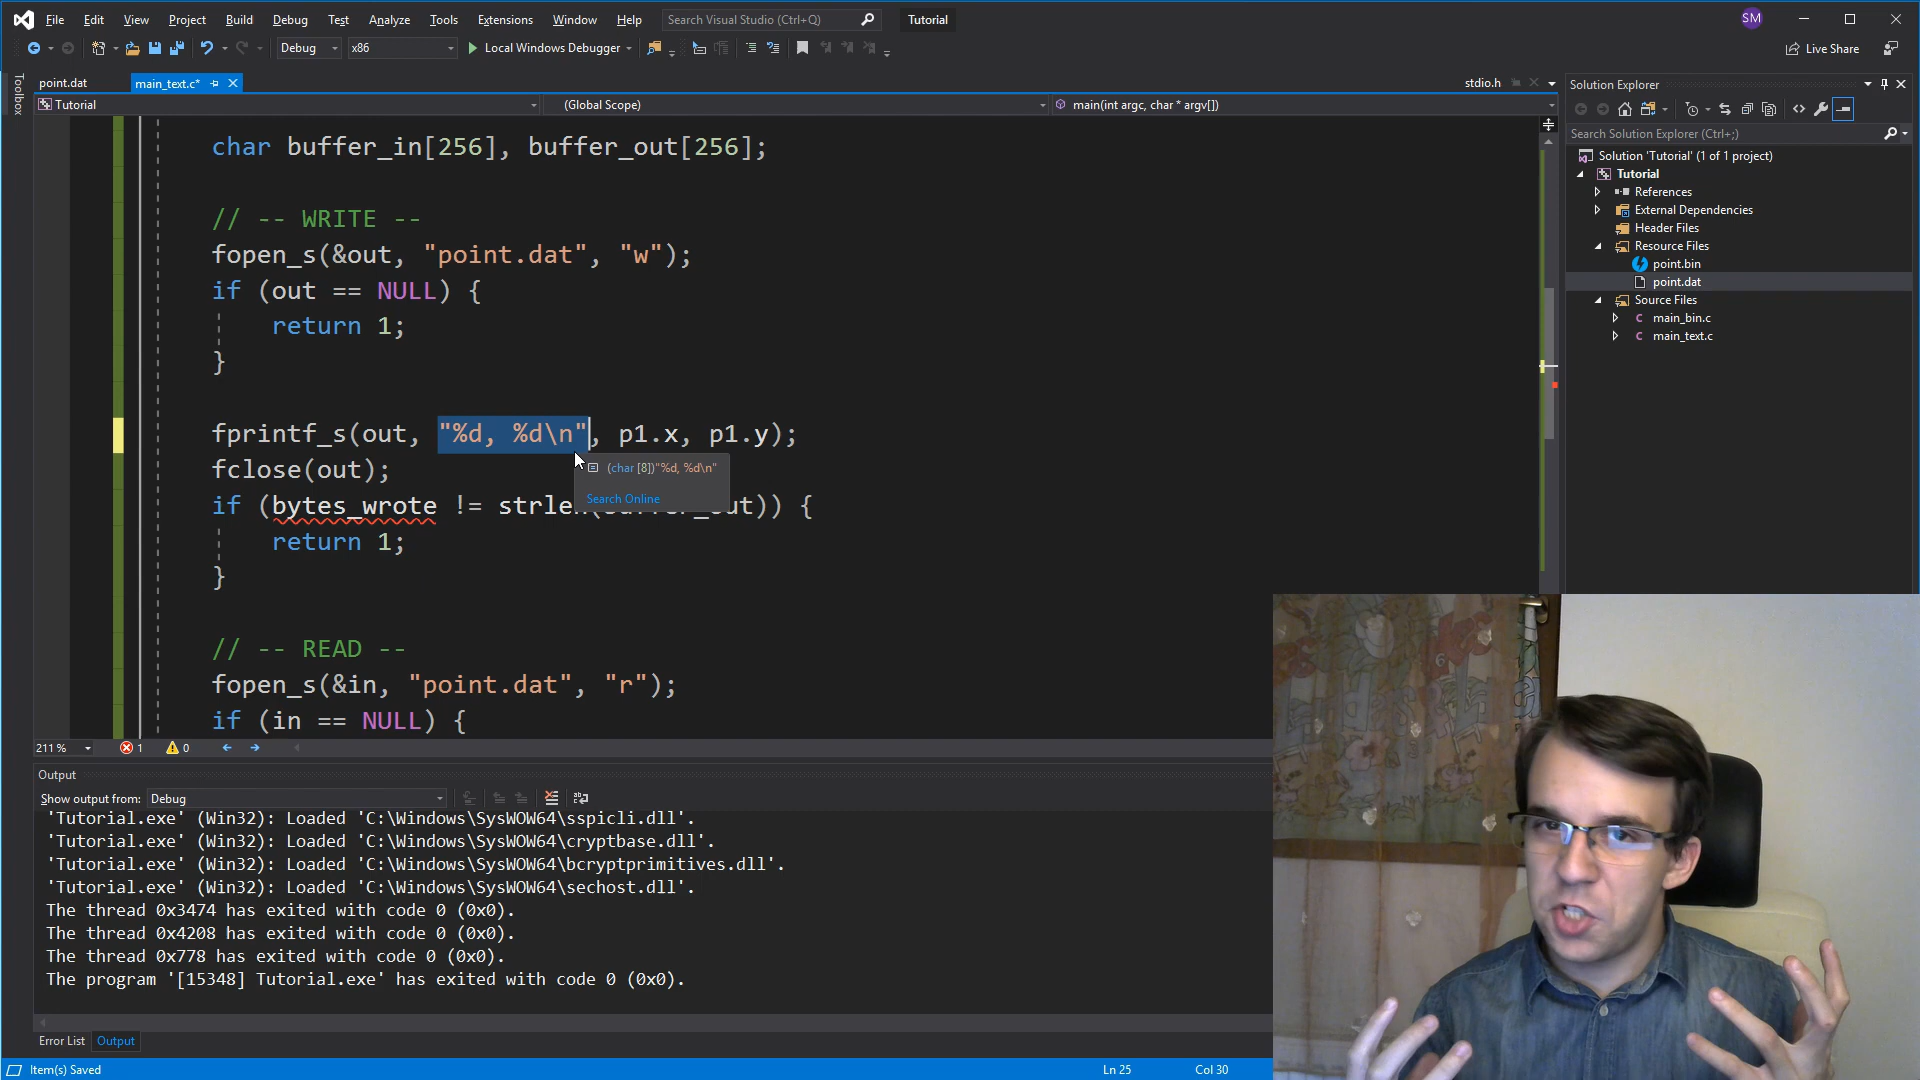 File Edit View Project Build Debug Test Analyze Tools Extensions Window Help Search Visual Studio (Ctrl+Q) Tutorial SM
Debug x86 Local Windows Debugger Live Share
Toolbox
point.dat main_text.c* stdio.h
Tutorial (Global Scope) main(int argc, char * argv[])
char buffer_in[256], buffer_out[256];
// -- WRITE --
fopen_s(&out, "point.dat", "w");
if (out == NULL) {
return 1;
}
fprintf_s(out, "%d, %d\n", p1.x, p1.y);
fclose(out);
(char [8])"%d, %d\n"
Search Online
if (bytes_wrote != strlen(buffer_out)) {
return 1;
}
// -- READ --
fopen_s(&in, "point.dat", "r");
if (in == NULL) {
211 % 1 0
Output
Show output from: Debug
'Tutorial.exe' (Win32): Loaded 'C:\Windows\SysWOW64\sspicli.dll'.
'Tutorial.exe' (Win32): Loaded 'C:\Windows\SysWOW64\cryptbase.dll'.
'Tutorial.exe' (Win32): Loaded 'C:\Windows\SysWOW64\bcryptprimitives.dll'.
'Tutorial.exe' (Win32): Loaded 'C:\Windows\SysWOW64\sechost.dll'.
The thread 0x3474 has exited with code 0 (0x0).
The thread 0x4208 has exited with code 0 (0x0).
The thread 0x778 has exited with code 0 (0x0).
The program '[15348] Tutorial.exe' has exited with code 0 (0x0).
Error List Output
Item(s) Saved Ln 25 Col 30
Solution Explorer
Search Solution Explorer (Ctrl+;)
Solution 'Tutorial' (1 of 1 project)
Tutorial
References
External Dependencies
Header Files
Resource Files
point.bin
point.dat
Source Files
main_bin.c
main_text.c